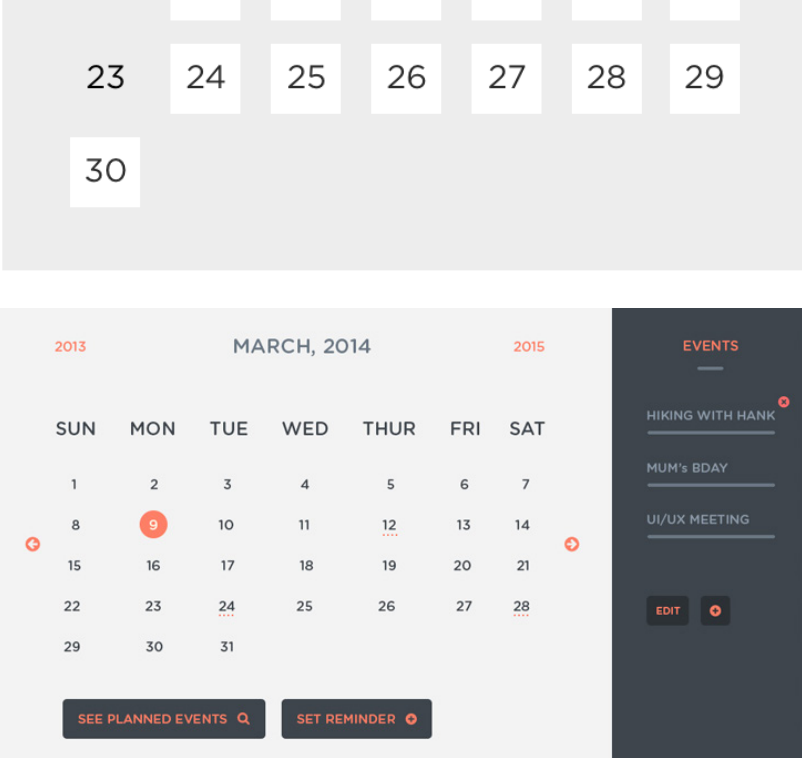 23 24 25 26 27 28 29
30
2013 MARCH, 2014 2015
SUN MON TUE WED THUR FRI SAT
1 2 3 4 5 6 7
8 9 10 11 12 13 14
15 16 17 18 19 20 21
22 23 24 25 26 27 28
29 30 31
SEE PLANNED EVENTS SET REMINDER
EVENTS
HIKING WITH HANK
MUM's BDAY
UI/UX MEETING
EDIT